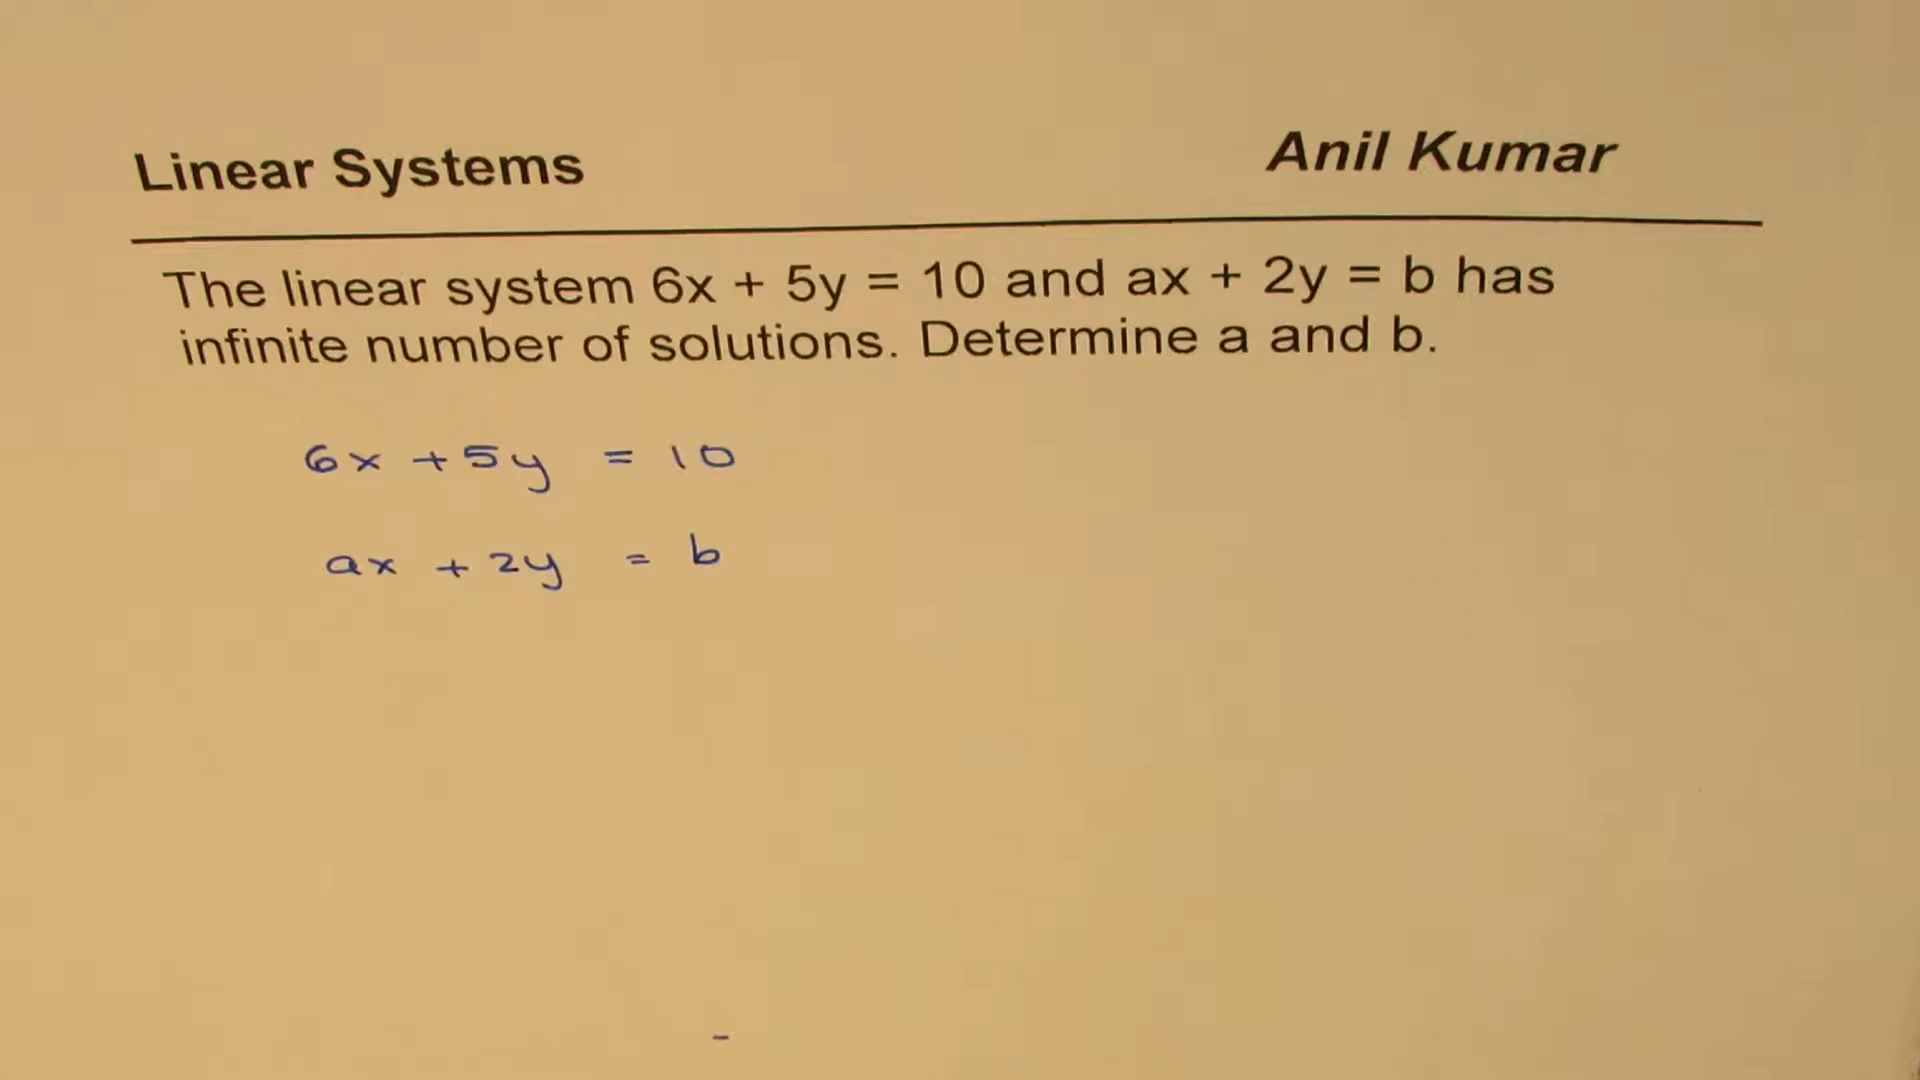 Linear Systems
Anil Kumar
The linear system 6x + 5y = 10 and ax + 2y = b has
infinite number of solutions. Determine a and b.
6x + 5y = 10
ax + 2y = b